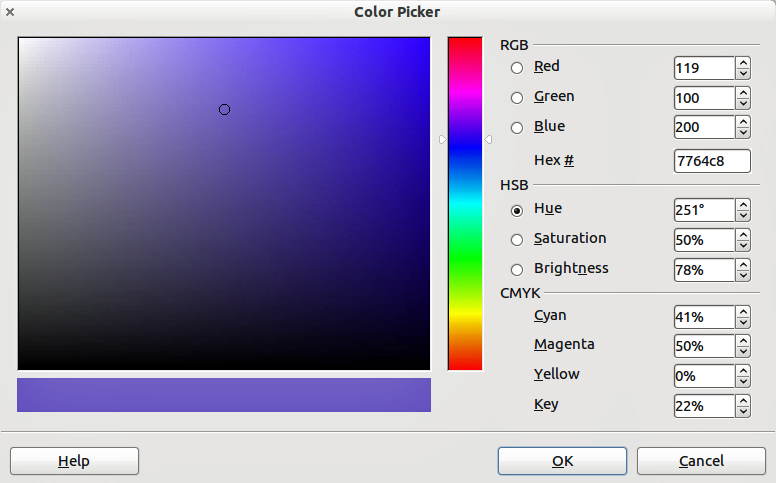 Color Picker
RGB
Red 119
Green 100
Blue 200
Hex # 7764c8
HSB
Hue 251°
Saturation 50%
Brightness 78%
CMYK
Cyan 41%
Magenta 50%
Yellow 0%
Key 22%
Help OK Cancel